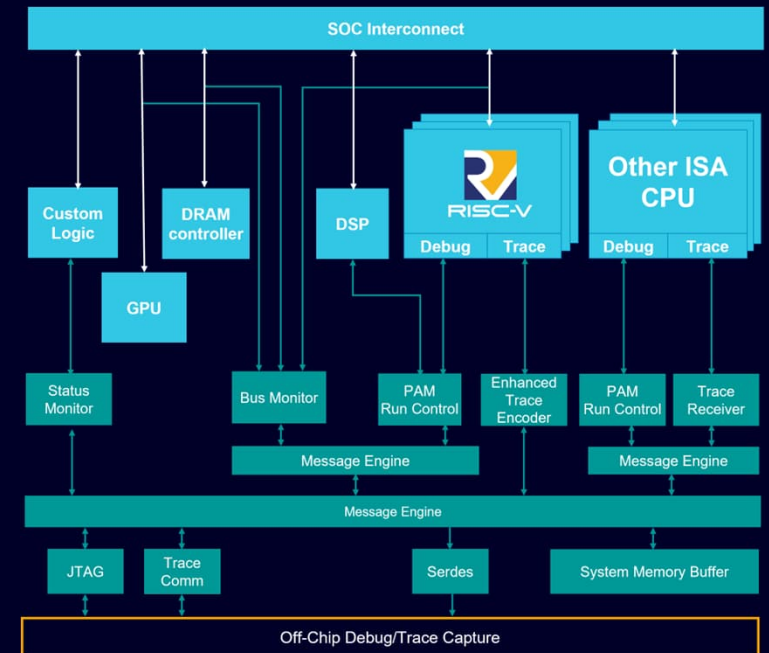 SOC Interconnect
Custom
Logic
DRAM
controller
GPU
DSP
RISC-V
Debug
Trace
Other ISA
CPU
Debug
Trace
Status
Monitor
Bus Monitor
PAM
Run Control
Enhanced
Trace
Encoder
PAM
Run Control
Trace
Receiver
Message Engine
Message Engine
Message Engine
JTAG
Trace
Comm
Serdes
System Memory Buffer
Off-Chip Debug/Trace Capture